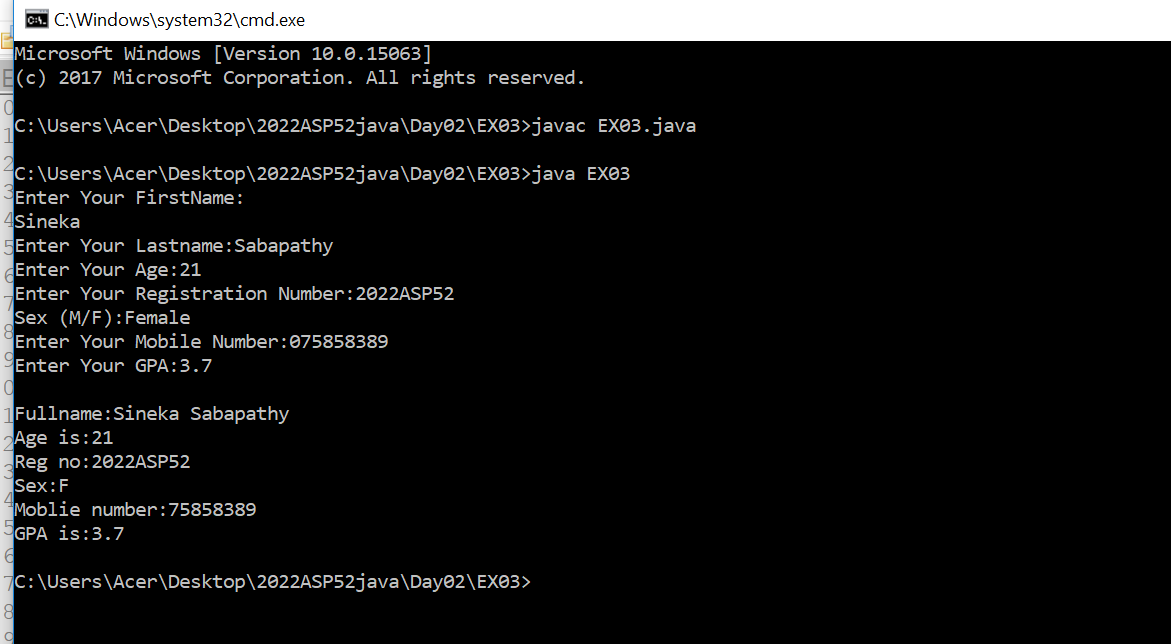 C:\Windows\system32\cmd.exe
Microsoft Windows [Version 10.0.15063]
(c) 2017 Microsoft Corporation. All rights reserved.
C:\Users\Acer\Desktop\2022ASP52java\Day02\EX03>javac EX03.java
C:\Users\Acer\Desktop\2022ASP52java\Day02\EX03>java EX03
Enter Your FirstName:
Sineka
Enter Your Lastname:Sabapathy
Enter Your Age:21
Enter Your Registration Number:2022ASP52
Sex (M/F):Female
Enter Your Mobile Number:075858389
Enter Your GPA:3.7
Fullname:Sineka Sabapathy
Age is:21
Reg no:2022ASP52
Sex:F
Moblie number:75858389
GPA is:3.7
C:\Users\Acer\Desktop\2022ASP52java\Day02\EX03>